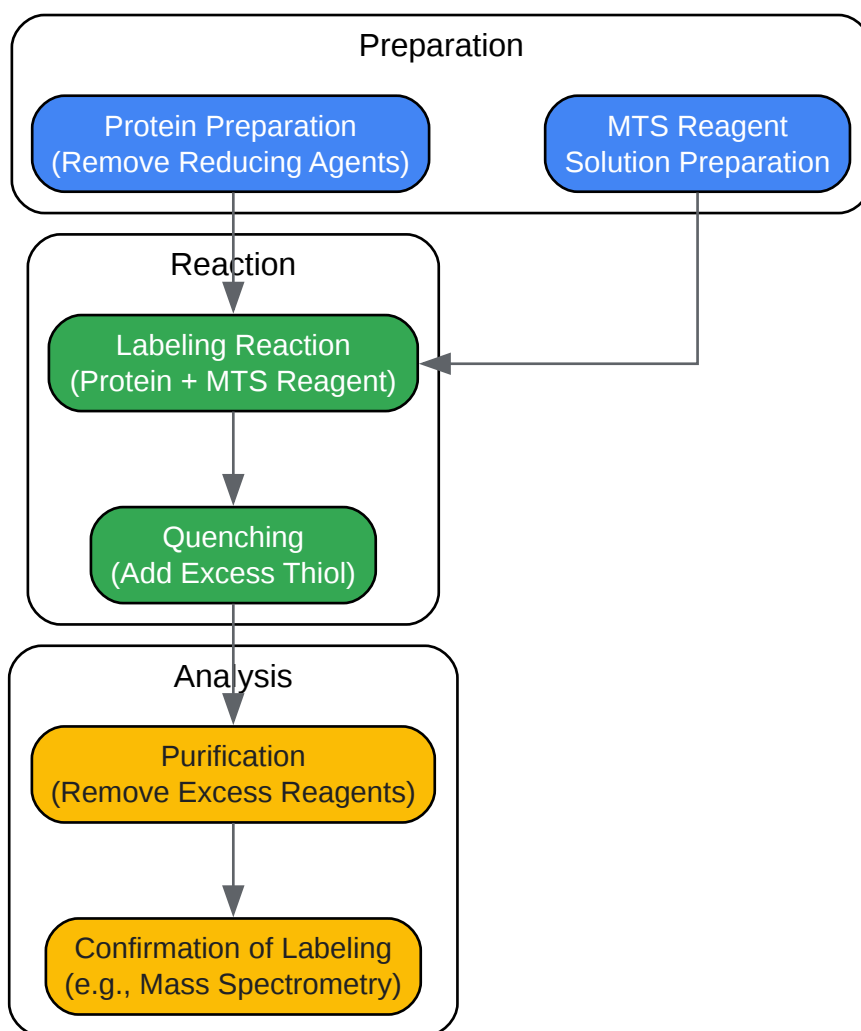 Preparation
Protein Preparation
(Remove Reducing Agents)
MTS Reagent
Solution Preparation
Reaction
Labeling Reaction
(Protein + MTS Reagent)
Quenching
(Add Excess Thiol)
Analysis
Purification
(Remove Excess Reagents)
Confirmation of Labeling
(e.g., Mass Spectrometry)